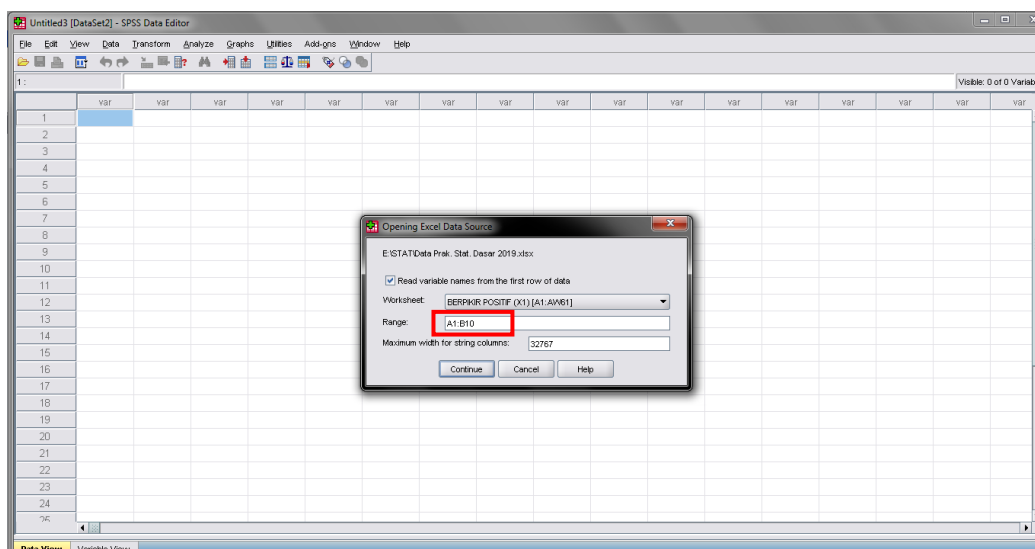 Untitled3 [DataSet2] - SPSS Data Editor
File Edit View Data Transform Analyze Graphs Utilities Add-ons Window Help
1 :
Visible: 0 of 0 Variab
var var var var var var var var var var var var var var var
1
2
3
4
5
6
7
8
9
10
11
12
13
14
15
16
17
18
19
20
21
22
23
24
25
Opening Excel Data Source
E:\STAT\Data Prak. Stat. Dasar 2019.xlsx
Read variable names from the first row of data
Worksheet: BERPIKIR POSITIF (X1) [A1:AW61]
Range: A1:B10
Maximum width for string columns: 32767
Continue Cancel Help
Data View Variable View